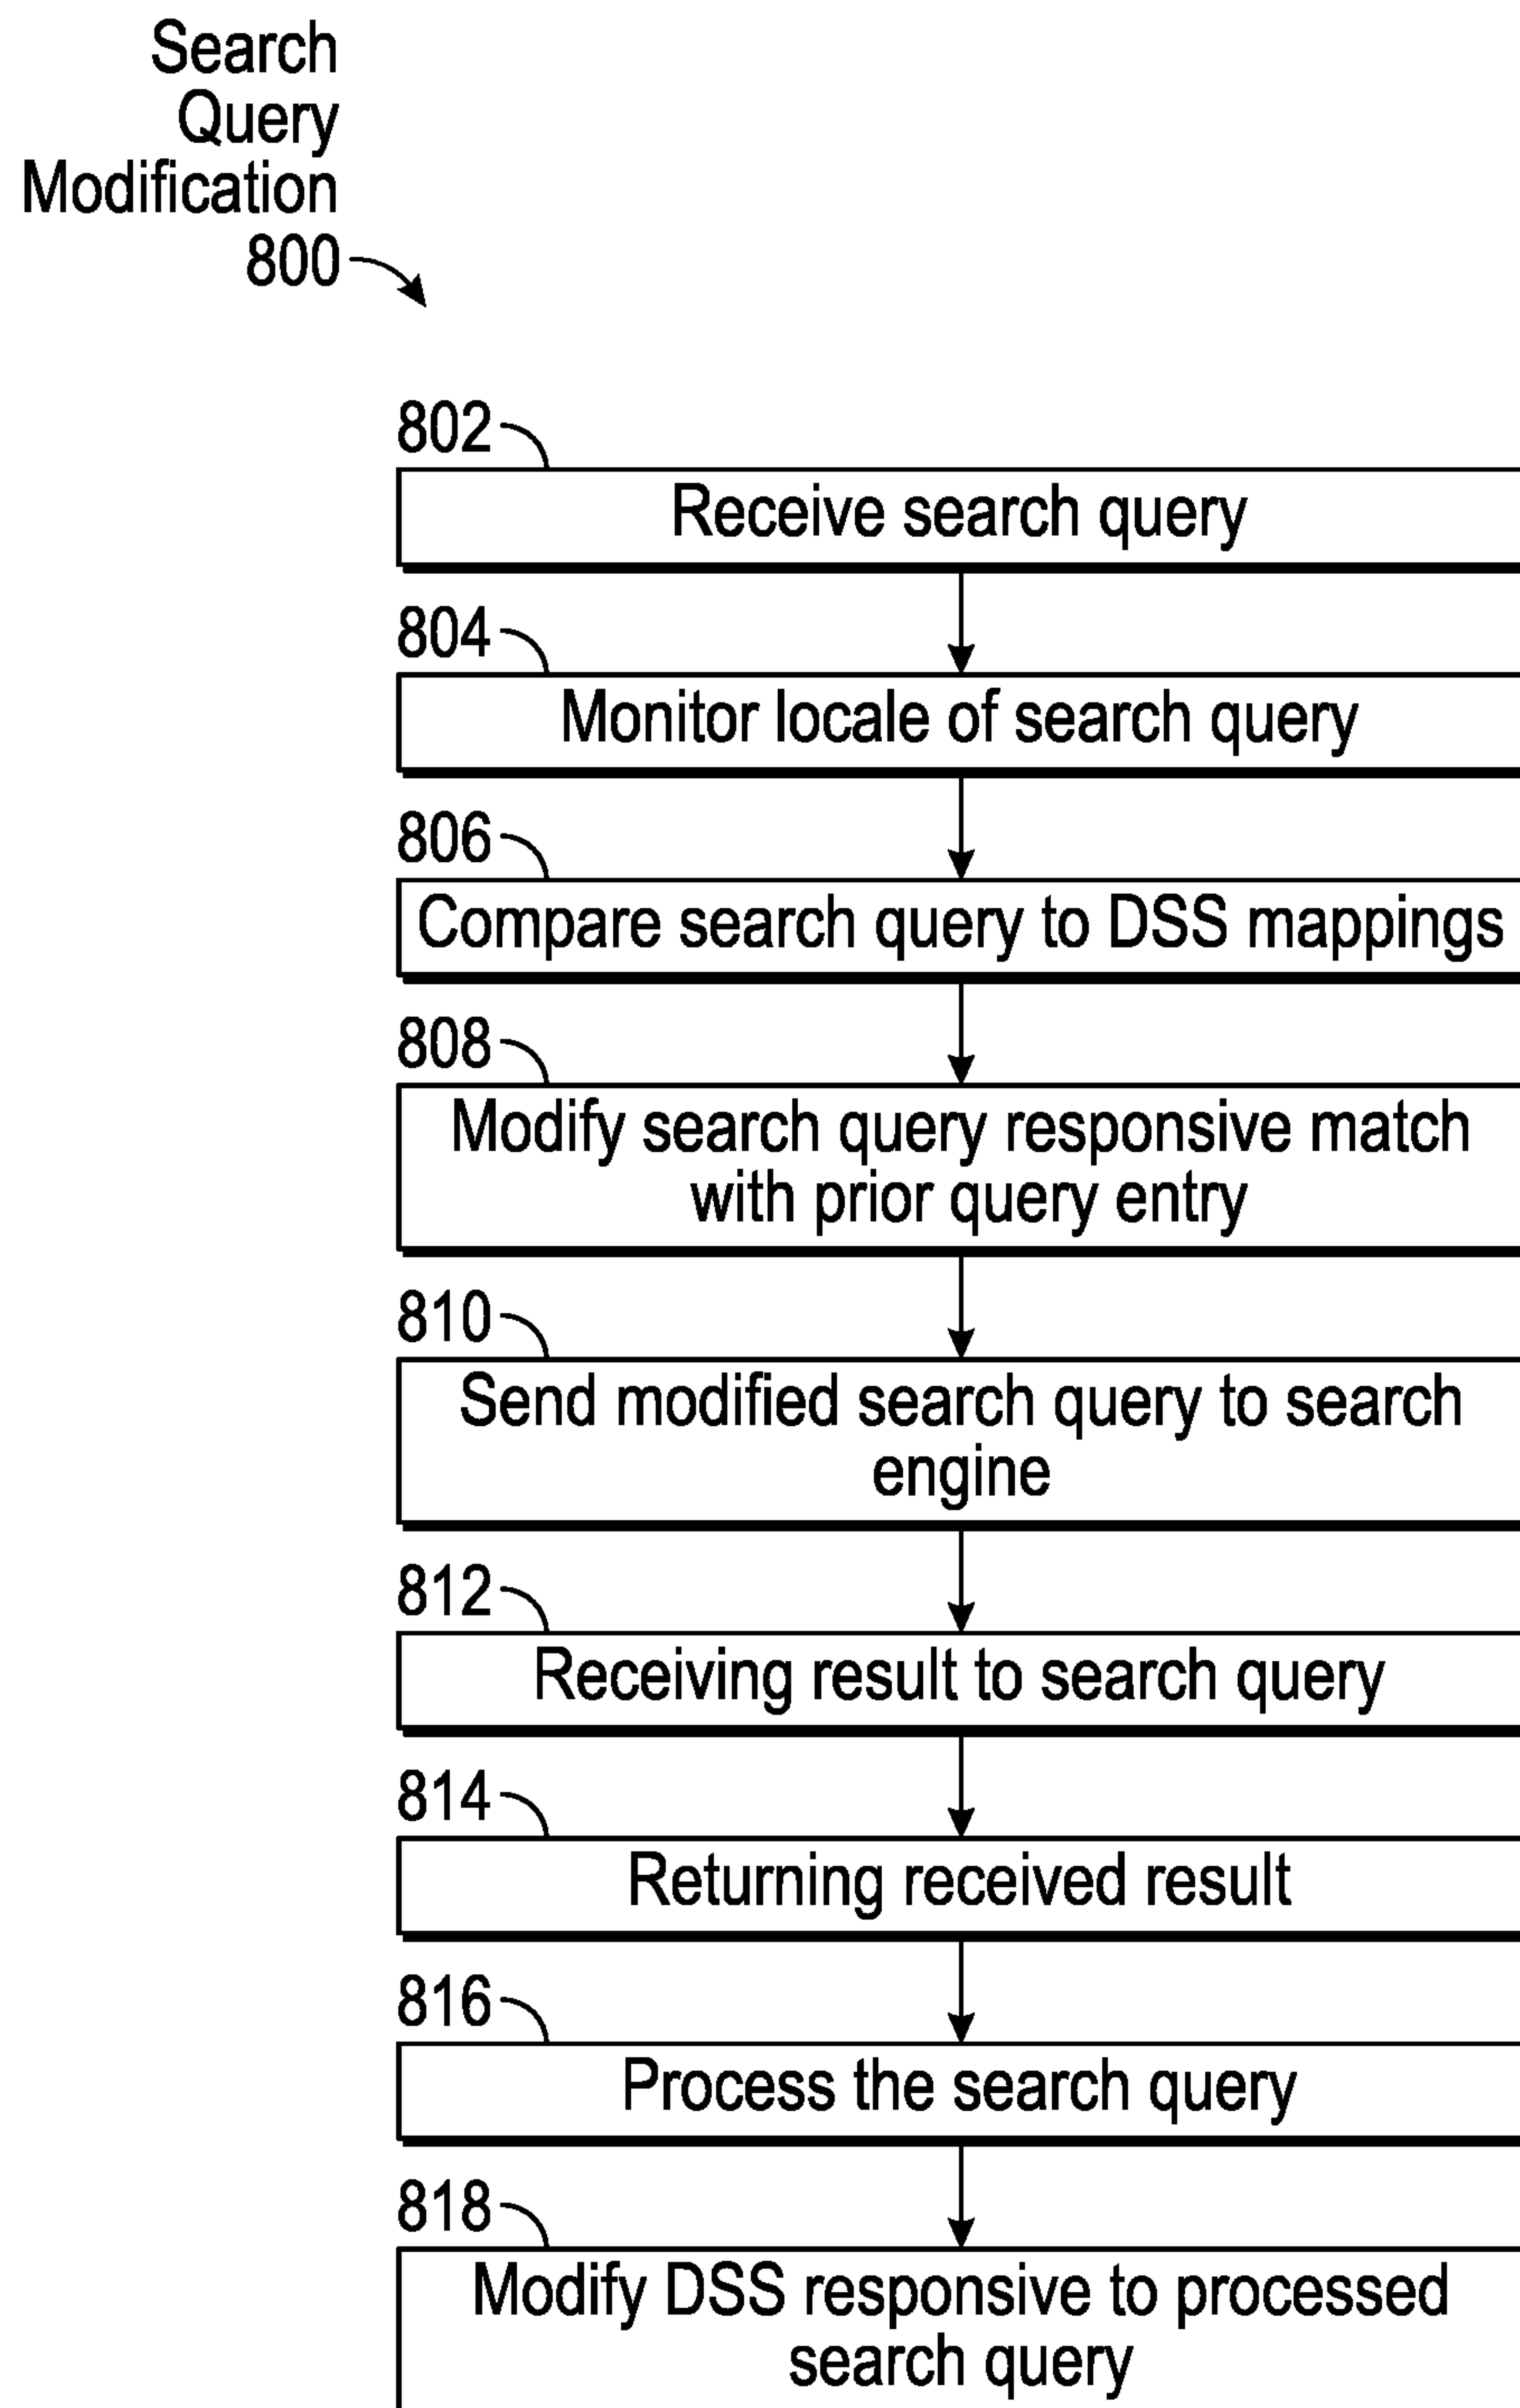 Search
Query
Modification
800
802
Receive search query
804
Monitor locale of search query
806
Compare search query to DSS mappings
808
Modify search query responsive match
with prior query entry
810
Send modified search query to search
engine
812
Receiving result to search query
814
Returning received result
816
Process the search query
818
Modify DSS responsive to processed
search query